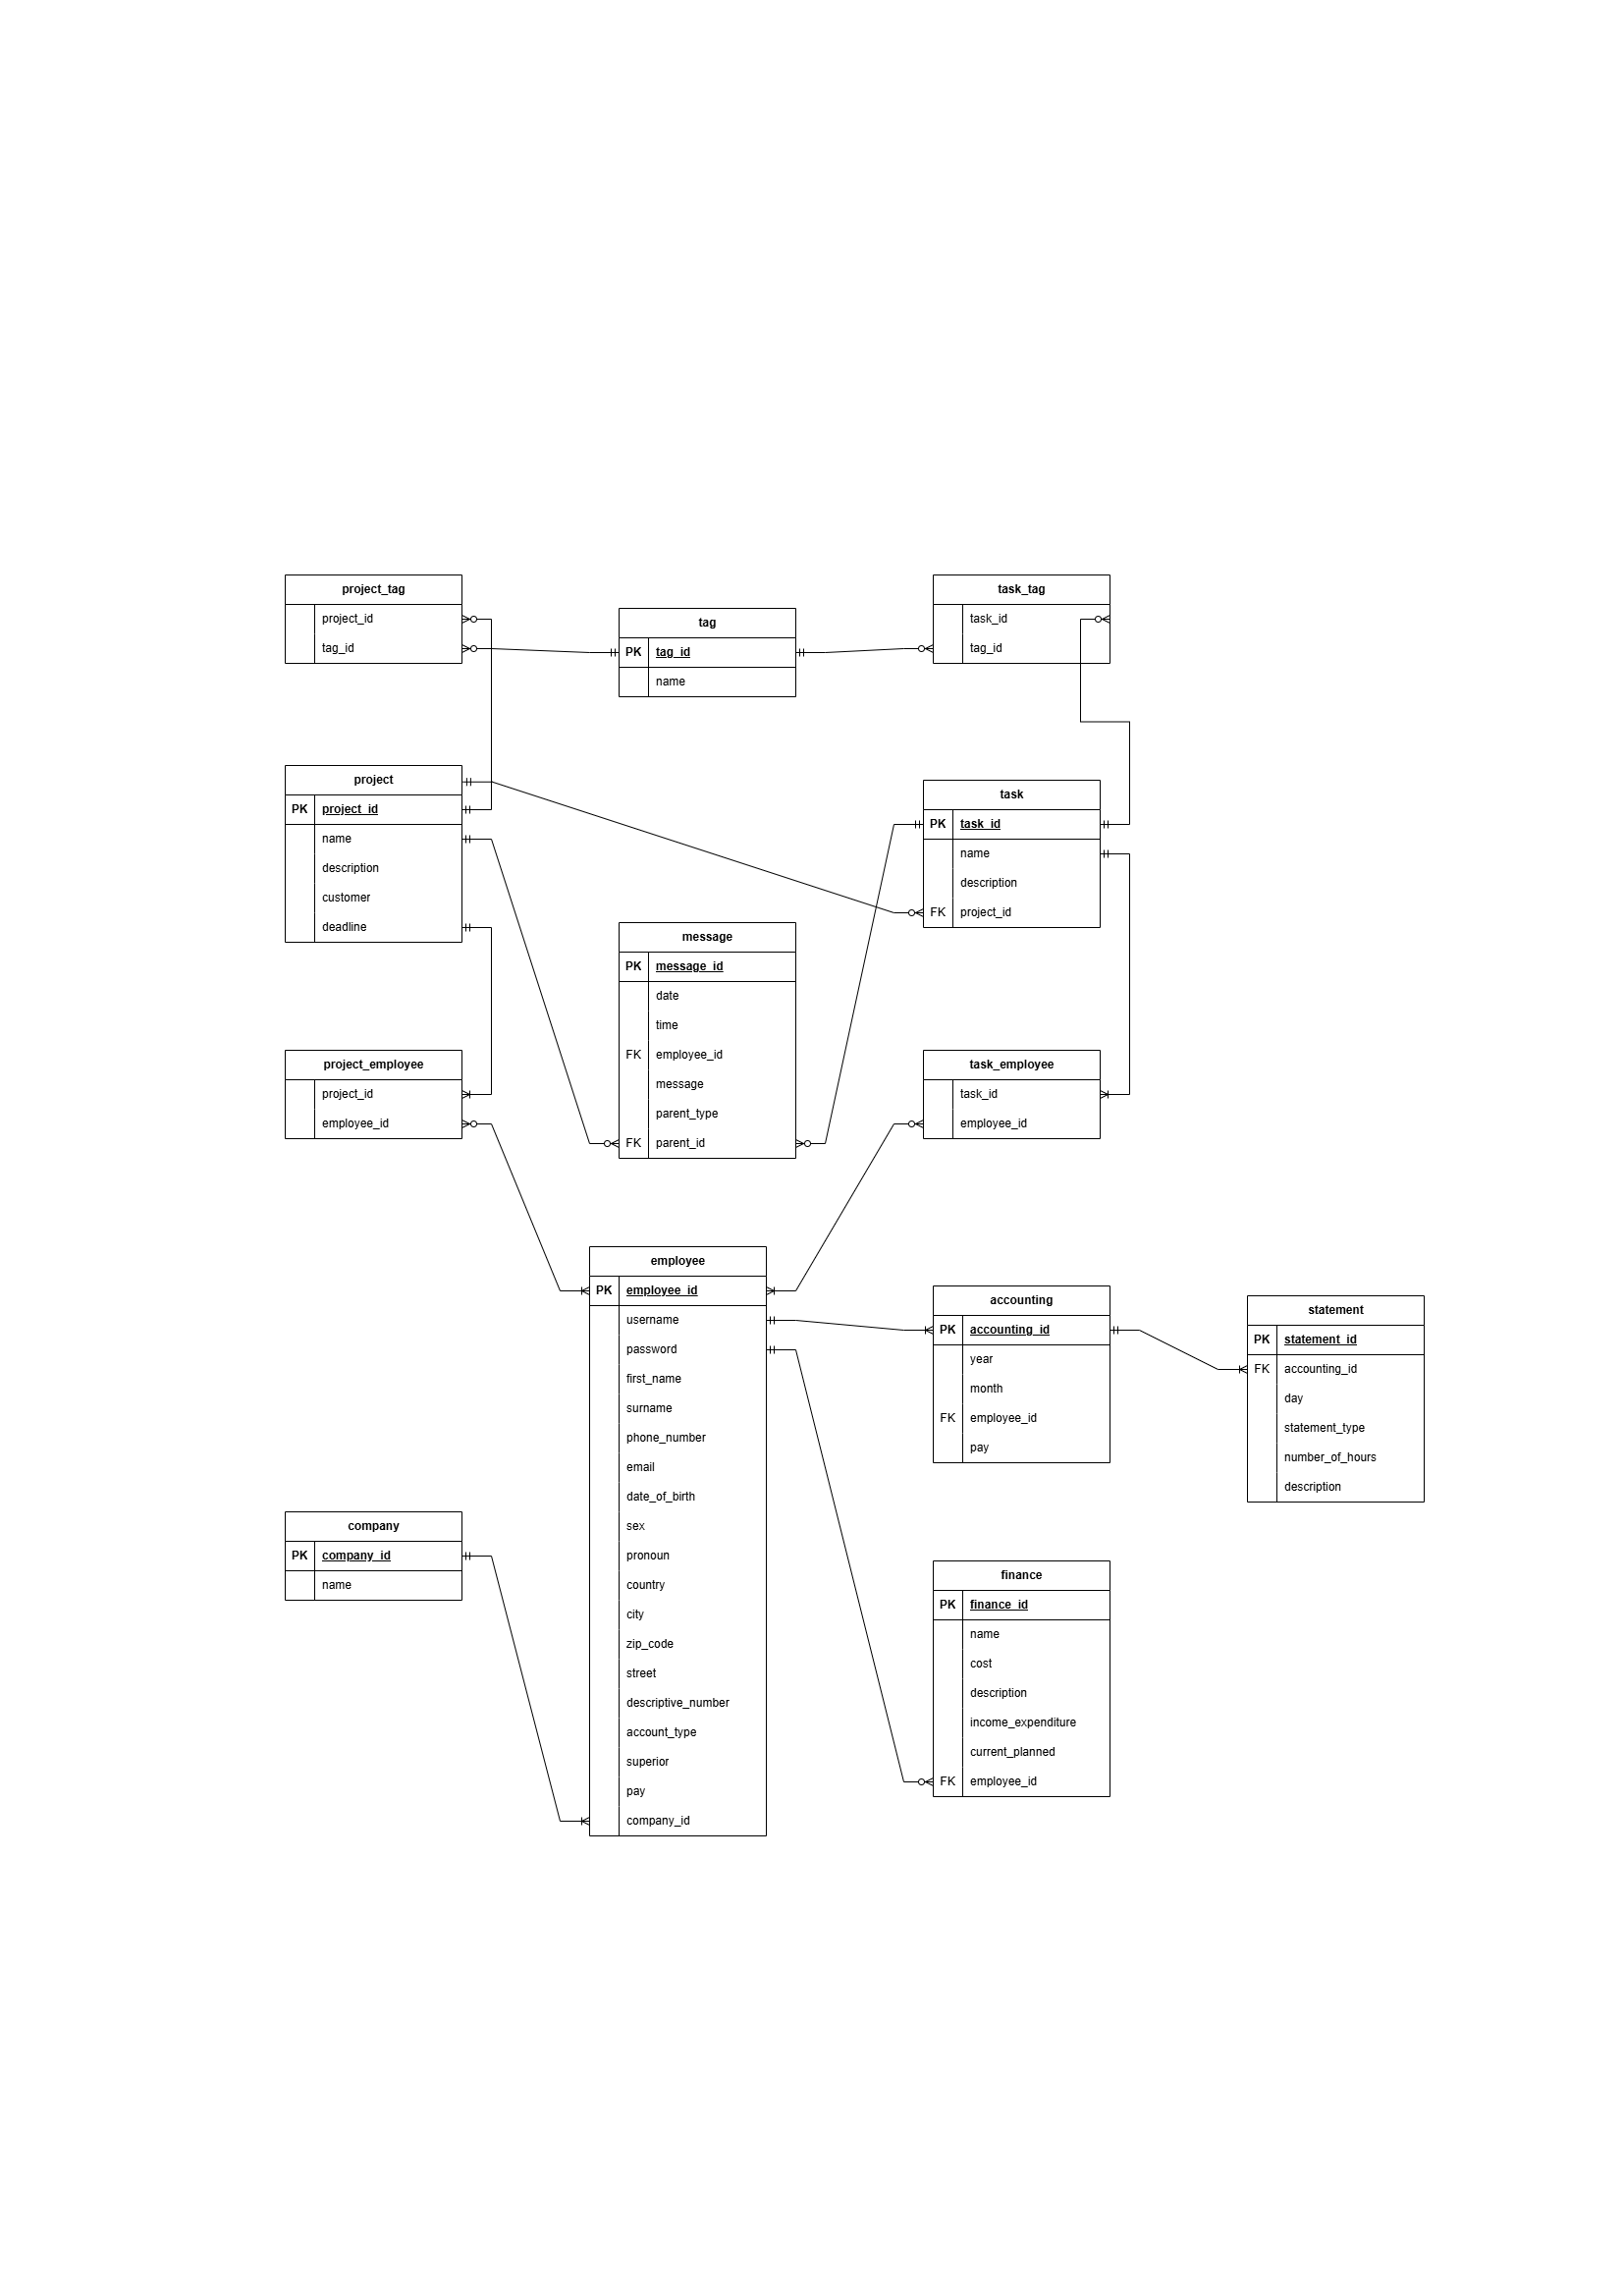 project_tag
project_id
tag_id
tag
PK tag_id
name
task_tag
task_id
tag_id
project
PK project_id
name
description
customer
deadline
task
PK task_id
name
description
FK project_id
message
PK message_id
date
time
FK employee_id
message
parent_type
FK parent_id
project_employee
project_id
employee_id
task_employee
task_id
employee_id
employee
PK employee_id
username
password
first_name
surname
phone_number
email
date_of_birth
sex
pronoun
country
city
zip_code
street
descriptive_number
account_type
superior
pay
company_id
accounting
PK accounting_id
year
month
FK employee_id
pay
statement
PK statement_id
FK accounting_id
day
statement_type
number_of_hours
description
company
PK company_id
name
finance
PK finance_id
name
cost
description
income_expenditure
current_planned
FK employee_id